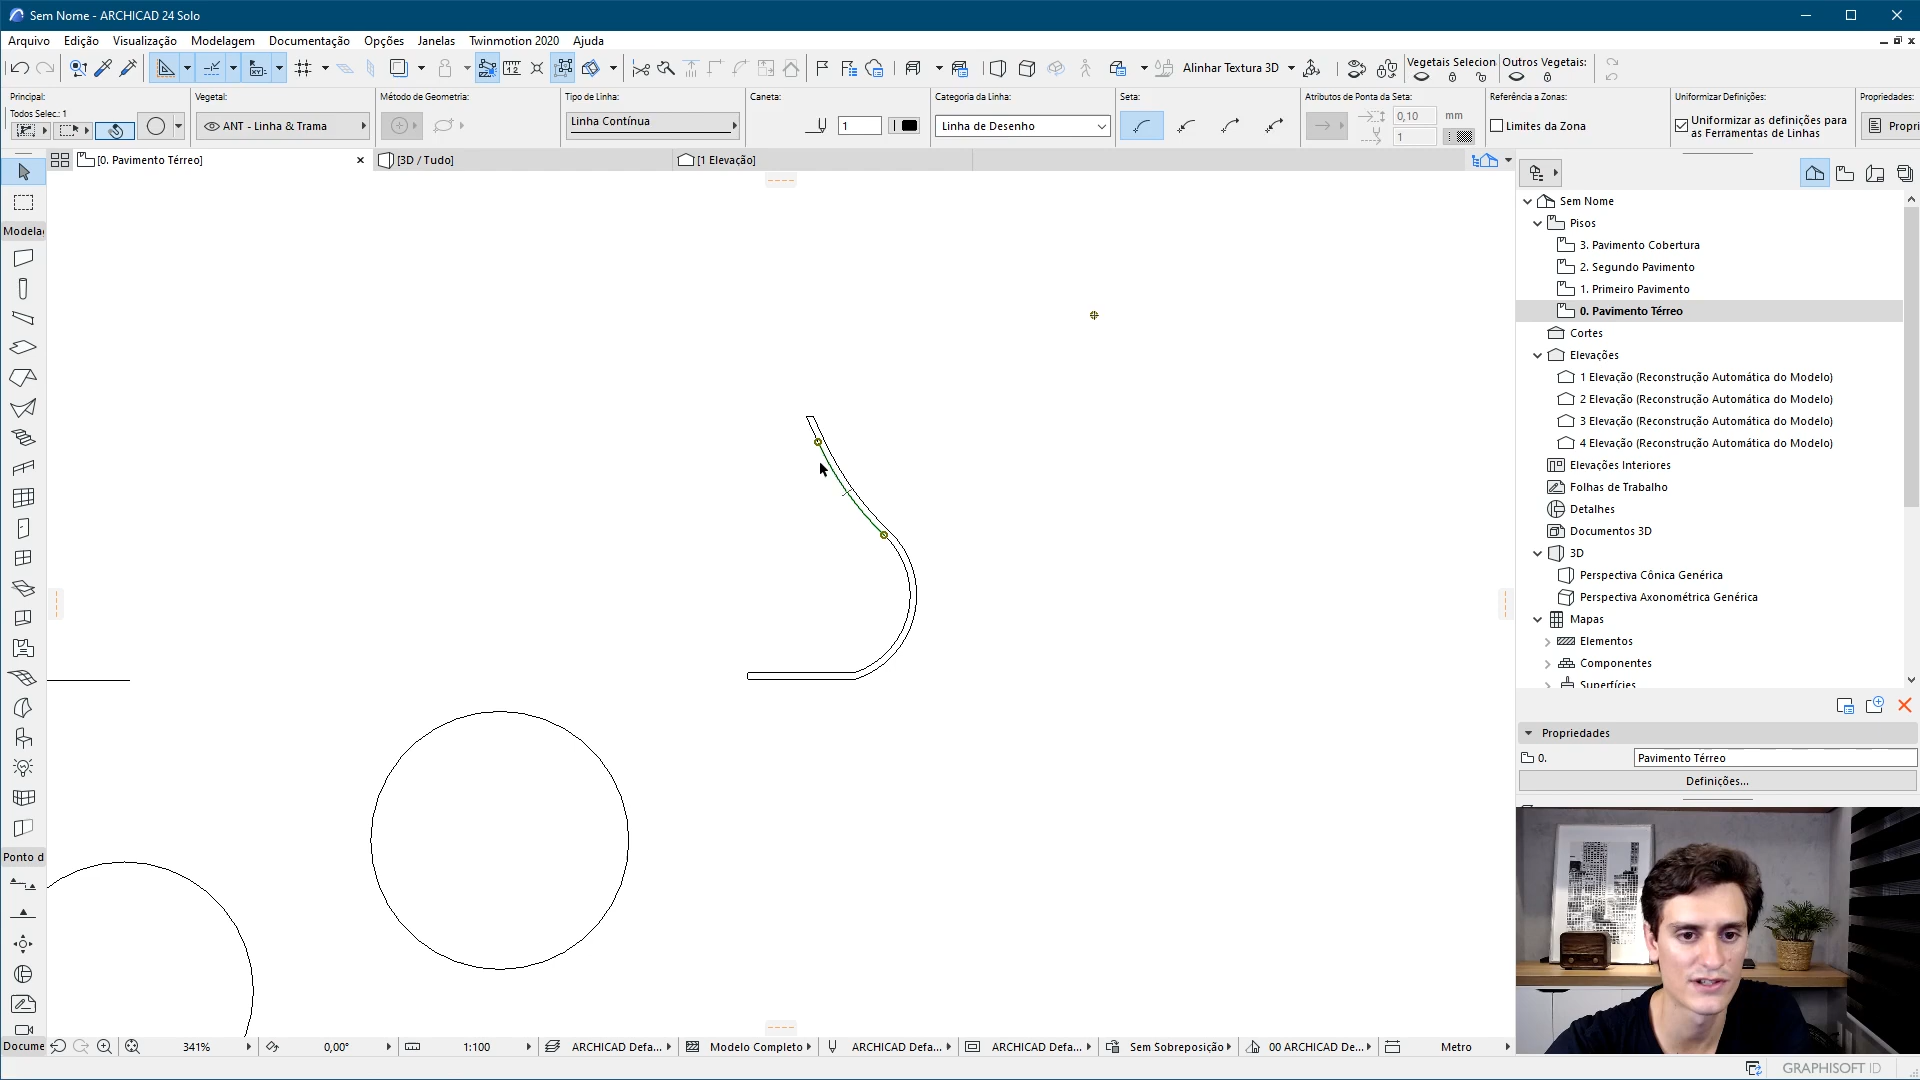 Sem Nome - ARCHICAD 24 Solo
Arquivo Edição Visualização Modelagem Documentação Opções Janelas Twinmotion 2020 Ajuda
Alinhar Textura 3D
Vegetais Selecion
Outros Vegetais:
Principal:
Todos Selec.: 1
Vegetal:
ANT - Linha & Trama
Método de Geometria:
Tipo de Linha:
Linha Contínua
Caneta:
1
Categoria da Linha:
Linha de Desenho
Seta:
Atributos de Ponta da Seta:
0,10 mm
1
Referência a Zonas:
Limites da Zona
Uniformizar Definições:
Uniformizar as definições para
as Ferramentas de Linhas
Propriedades:
Propri
[0. Pavimento Térreo]
[3D / Tudo]
[1 Elevação]
Modelaç
Ponto d
Docume
Sem Nome
Pisos
3. Pavimento Cobertura
2. Segundo Pavimento
1. Primeiro Pavimento
0. Pavimento Térreo
Cortes
Elevações
1 Elevação (Reconstrução Automática do Modelo)
2 Elevação (Reconstrução Automática do Modelo)
3 Elevação (Reconstrução Automática do Modelo)
4 Elevação (Reconstrução Automática do Modelo)
Elevações Interiores
Folhas de Trabalho
Detalhes
Documentos 3D
3D
Perspectiva Cônica Genérica
Perspectiva Axonométrica Genérica
Mapas
Elementos
Componentes
Superfícies
Propriedades
0. Pavimento Térreo
Definições...
341% 0,00° 1:100 ARCHICAD Defa... Modelo Completo ARCHICAD Defa... ARCHICAD Defa... Sem Sobreposição 00 ARCHICAD De... Metro
GRAPHISOFT ID